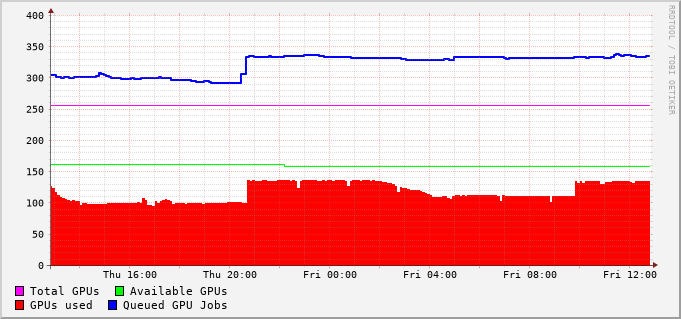 400
350
300
250
200
150
100
50
0
Thu 16:00 Thu 20:00 Fri 00:00 Fri 04:00 Fri 08:00 Fri 12:00
Total GPUs Available GPUs
GPUs used Queued GPU Jobs
RRDTOOL / TOBI OETIKER